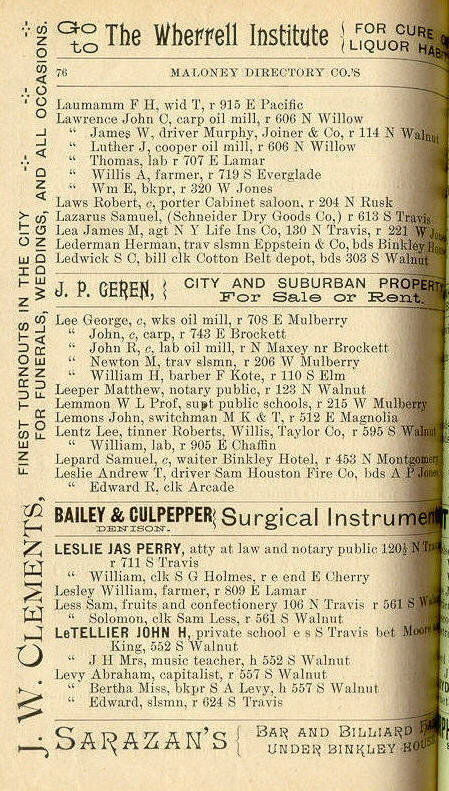 Go to The Wherrell Institute { FOR CURE
LIQUOR HAB
76 MALONEY DIRECTORY CO.'S
Laumamm F H, wid T, r 915 E Pacific
Lawrence John C, carp oil mill, r 606 N Willow
“ James W, driver Murphy, Joiner & Co, r 114 N Walnut
“ Luther J, cooper oil mill, r 606 N Willow
“ Thomas, lab r 707 E Lamar
“ Willis A, farmer, r 719 S Everglade
“ Wm E, bkpr, r 320 W Jones
Laws Robert, c, porter Cabinet saloon, r 204 N Rusk
Lazarus Samuel, (Schneider Dry Goods Co,) r 613 S Travis
Lea James M, agt N Y Life Ins Co, 130 N Travis, r 221 W Jones
Lederman Herman, trav slsmn Eppstein & Co, bds Binkley House
Ledwick S C, bill clk Cotton Belt depot, bds 303 S Walnut
J. P. GEREN, { CITY AND SUBURBAN PROPERTY
For Sale or Rent.
Lee George, c, wks oil mill, r 708 E Mulberry
“ John, c, carp, r 743 E Brockett
“ John R, c, lab oil mill, r N Maxey nr Brockett
“ Newton M, trav slsmn, r 206 W Mulberry
“ William H, barber F Kote, r 110 S Elm
Leeper Matthew, notary public, r 123 N Walnut
Lemmon W L Prof, supt public schools, r 215 W Mulberry
Lemons John, switchman M K & T, r 512 E Magnolia
Lentz Lee, tinner Roberts, Willis, Taylor Co, r 595 S Walnut
“ William, lab, r 905 E Chaffin
Lepard Samuel, c, waiter Binkley Hotel, r 453 N Montgomery
Leslie Andrew T, driver Sam Houston Fire Co, bds A P Jones
“ Edward R, clk Arcade
BAILEY & CULPEPPER { Surgical Instrument
DENISON.
LESLIE JAS PERRY, atty at law and notary public 120½ N Travis
r 711 S Travis
“ William, clk S G Holmes, r e end E Cherry
Lesley William, farmer, r 809 E Lamar
Less Sam, fruits and confectionery 106 N Travis r 561 S Walnut
“ Solomon, clk Sam Less, r 561 S Walnut
LETELLIER JOHN H, private school e s S Travis bet Moore
King, 552 S Walnut
“ J H Mrs, music teacher, h 552 S Walnut
Levy Abraham, capitalist, r 557 S Walnut
“ Bertha Miss, bkpr S A Levy, h 557 S Walnut
“ Edward, slsmn, r 624 S Travis
SARAZAN'S { BAR AND BILLIARD
UNDER BINKLEY HOUSE
J. W. CLEMENTS,
FINEST TURNOUTS IN THE CITY
FOR FUNERALS, WEDDINGS, AND ALL OCCASIONS.